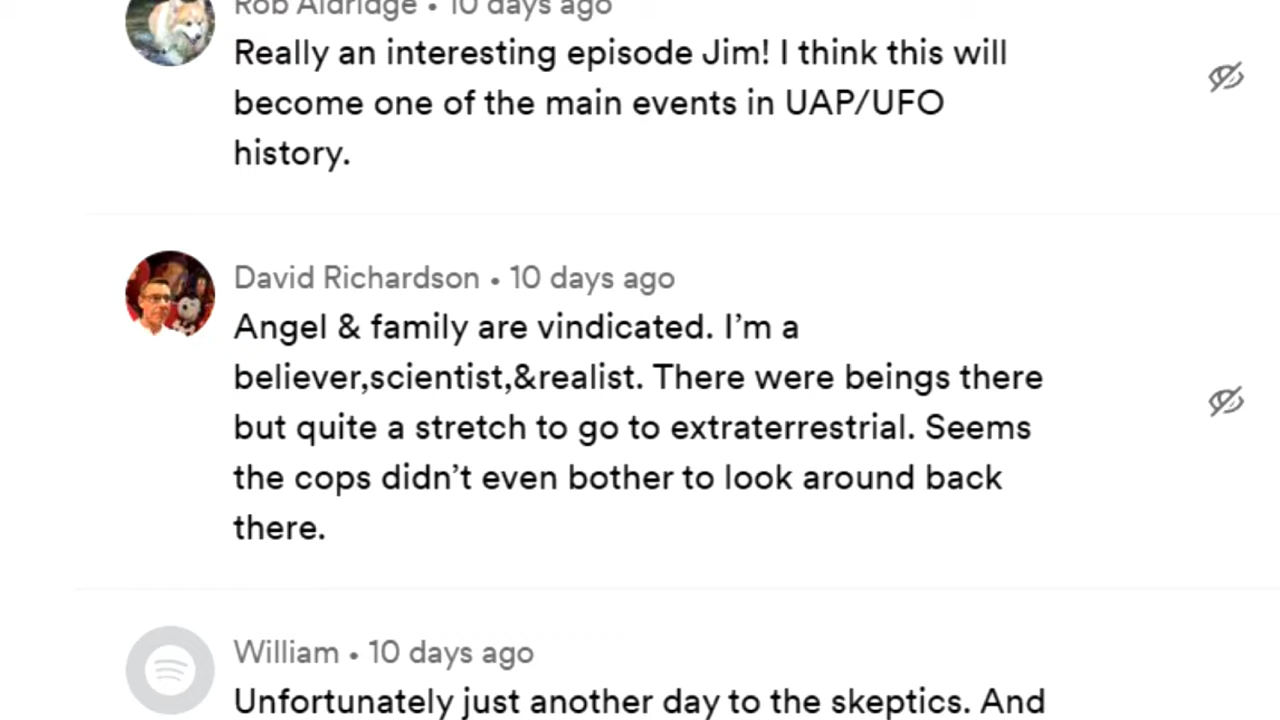 Rob Aldridge • 10 days ago
Really an interesting episode Jim! I think this will
become one of the main events in UAP/UFO
history.
David Richardson • 10 days ago
Angel & family are vindicated. I’m a
believer,scientist,&realist. There were beings there
but quite a stretch to go to extraterrestrial. Seems
the cops didn’t even bother to look around back
there.
William • 10 days ago
Unfortunately just another day to the skeptics. And